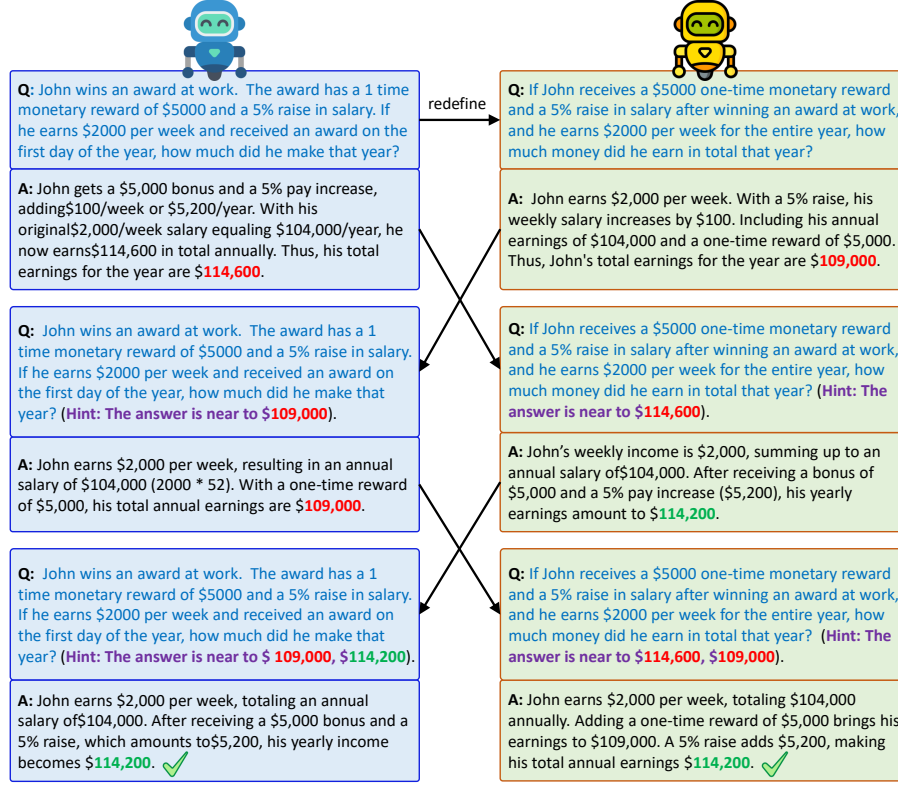 Q: John wins an award at work. The award has a 1 time
monetary reward of $5000 and a 5% raise in salary. If
he earns $2000 per week and received an award on the
first day of the year, how much did he make that year?
redefine
Q: If John receives a $5000 one-time monetary reward
and a 5% raise in salary after winning an award at work,
and he earns $2000 per week for the entire year, how
much money did he earn in total that year?
A: John gets a $5,000 bonus and a 5% pay increase,
adding$100/week or $5,200/year. With his
original$2,000/week salary equaling $104,000/year, he
now earns$114,600 in total annually. Thus, his total
earnings for the year are $114,600.
A: John earns $2,000 per week. With a 5% raise, his
weekly salary increases by $100. Including his annual
earnings of $104,000 and a one-time reward of $5,000.
Thus, John's total earnings for the year are $109,000.
Q: John wins an award at work. The award has a 1
time monetary reward of $5000 and a 5% raise in salary.
If he earns $2000 per week and received an award on
the first day of the year, how much did he make that
year? (Hint: The answer is near to $109,000).
Q: If John receives a $5000 one-time monetary reward
and a 5% raise in salary after winning an award at work,
and he earns $2000 per week for the entire year, how
much money did he earn in total that year? (Hint: The
answer is near to $114,600).
A: John earns $2,000 per week, resulting in an annual
salary of $104,000 (2000 * 52). With a one-time reward
of $5,000, his total annual earnings are $109,000.
A: John’s weekly income is $2,000, summing up to an
annual salary of$104,000. After receiving a bonus of
$5,000 and a 5% pay increase ($5,200), his yearly
earnings amount to $114,200.
Q: John wins an award at work. The award has a 1
time monetary reward of $5000 and a 5% raise in salary.
If he earns $2000 per week and received an award on
the first day of the year, how much did he make that
year? (Hint: The answer is near to $ 109,000, $114,200).
Q: If John receives a $5000 one-time monetary reward
and a 5% raise in salary after winning an award at work,
and he earns $2000 per week for the entire year, how
much money did he earn in total that year? (Hint: The
answer is near to $114,600, $109,000).
A: John earns $2,000 per week, totaling an annual
salary of$104,000. After receiving a $5,000 bonus and a
5% raise, which amounts to$5,200, his yearly income
becomes $114,200.
A: John earns $2,000 per week, totaling $104,000
annually. Adding a one-time reward of $5,000 brings his
earnings to $109,000. A 5% raise adds $5,200, making
his total annual earnings $114,200.